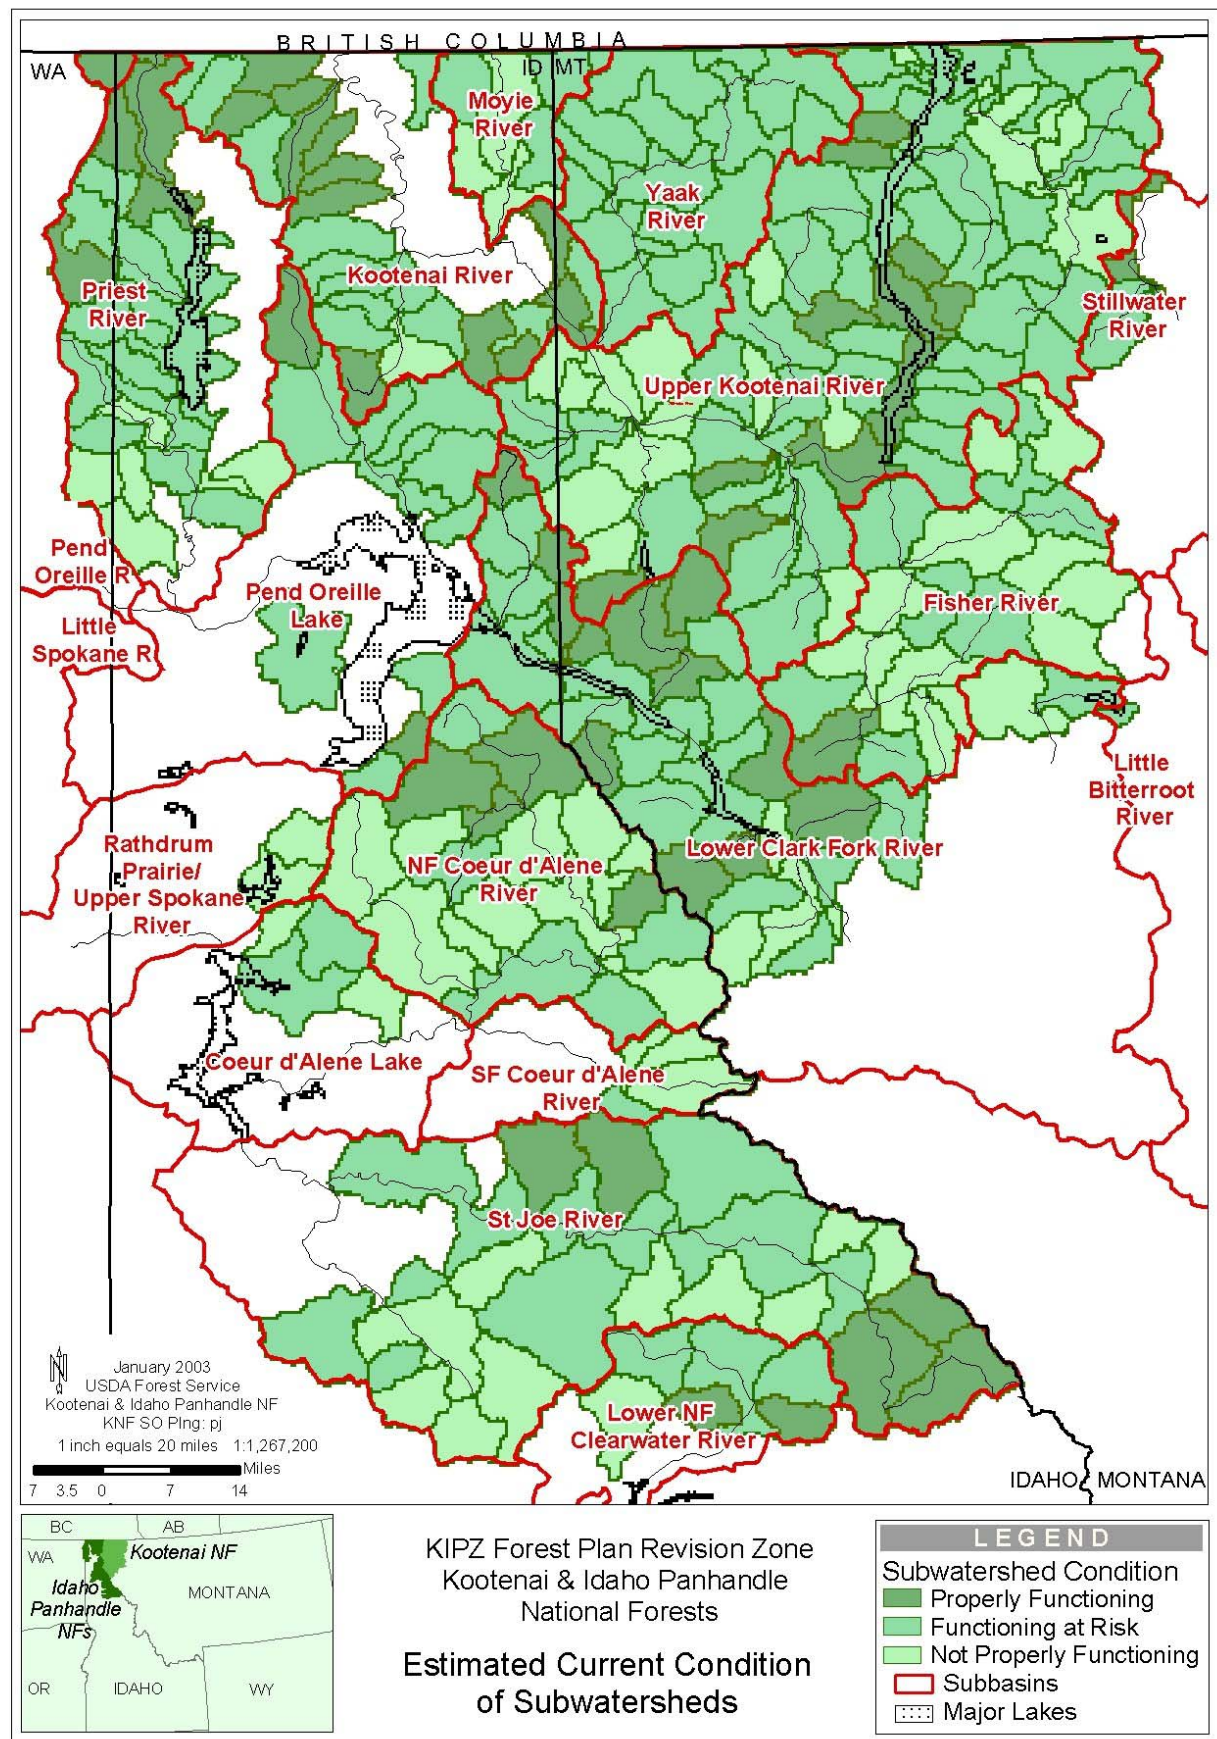 BRITISH COLUMBIA
WA
ID
MT
Moyie
River
Yaak
River
Kootenai River
Priest
River
Stillwater
River
Upper Kootenai River
Pend
Oreille R
Pend Oreille
Lake
Fisher River
Little
Spokane R
Little
Bitterroot
River
Rathdrum
Prairie/
Upper Spokane
River
Lower Clark Fork River
NF Coeur d'Alene
River
Coeur d'Alene Lake
SF Coeur d'Alene
River
St Joe River
Lower NF
Clearwater River
N
January 2003
USDA Forest Service
Kootenai & Idaho Panhandle NF
KNF SO Plng: pj
1 inch equals 20 miles 1:1,267,200
Miles
7 3.5 0 7 14
IDAHO
MONTANA
BC
AB
WA
Kootenai NF
Idaho
Panhandle
NFs
MONTANA
OR
IDAHO
WY
KIPZ Forest Plan Revision Zone
Kootenai & Idaho Panhandle
National Forests
Estimated Current Condition
of Subwatersheds
LEGEND
Subwatershed Condition
Properly Functioning
Functioning at Risk
Not Properly Functioning
Subbasins
Major Lakes